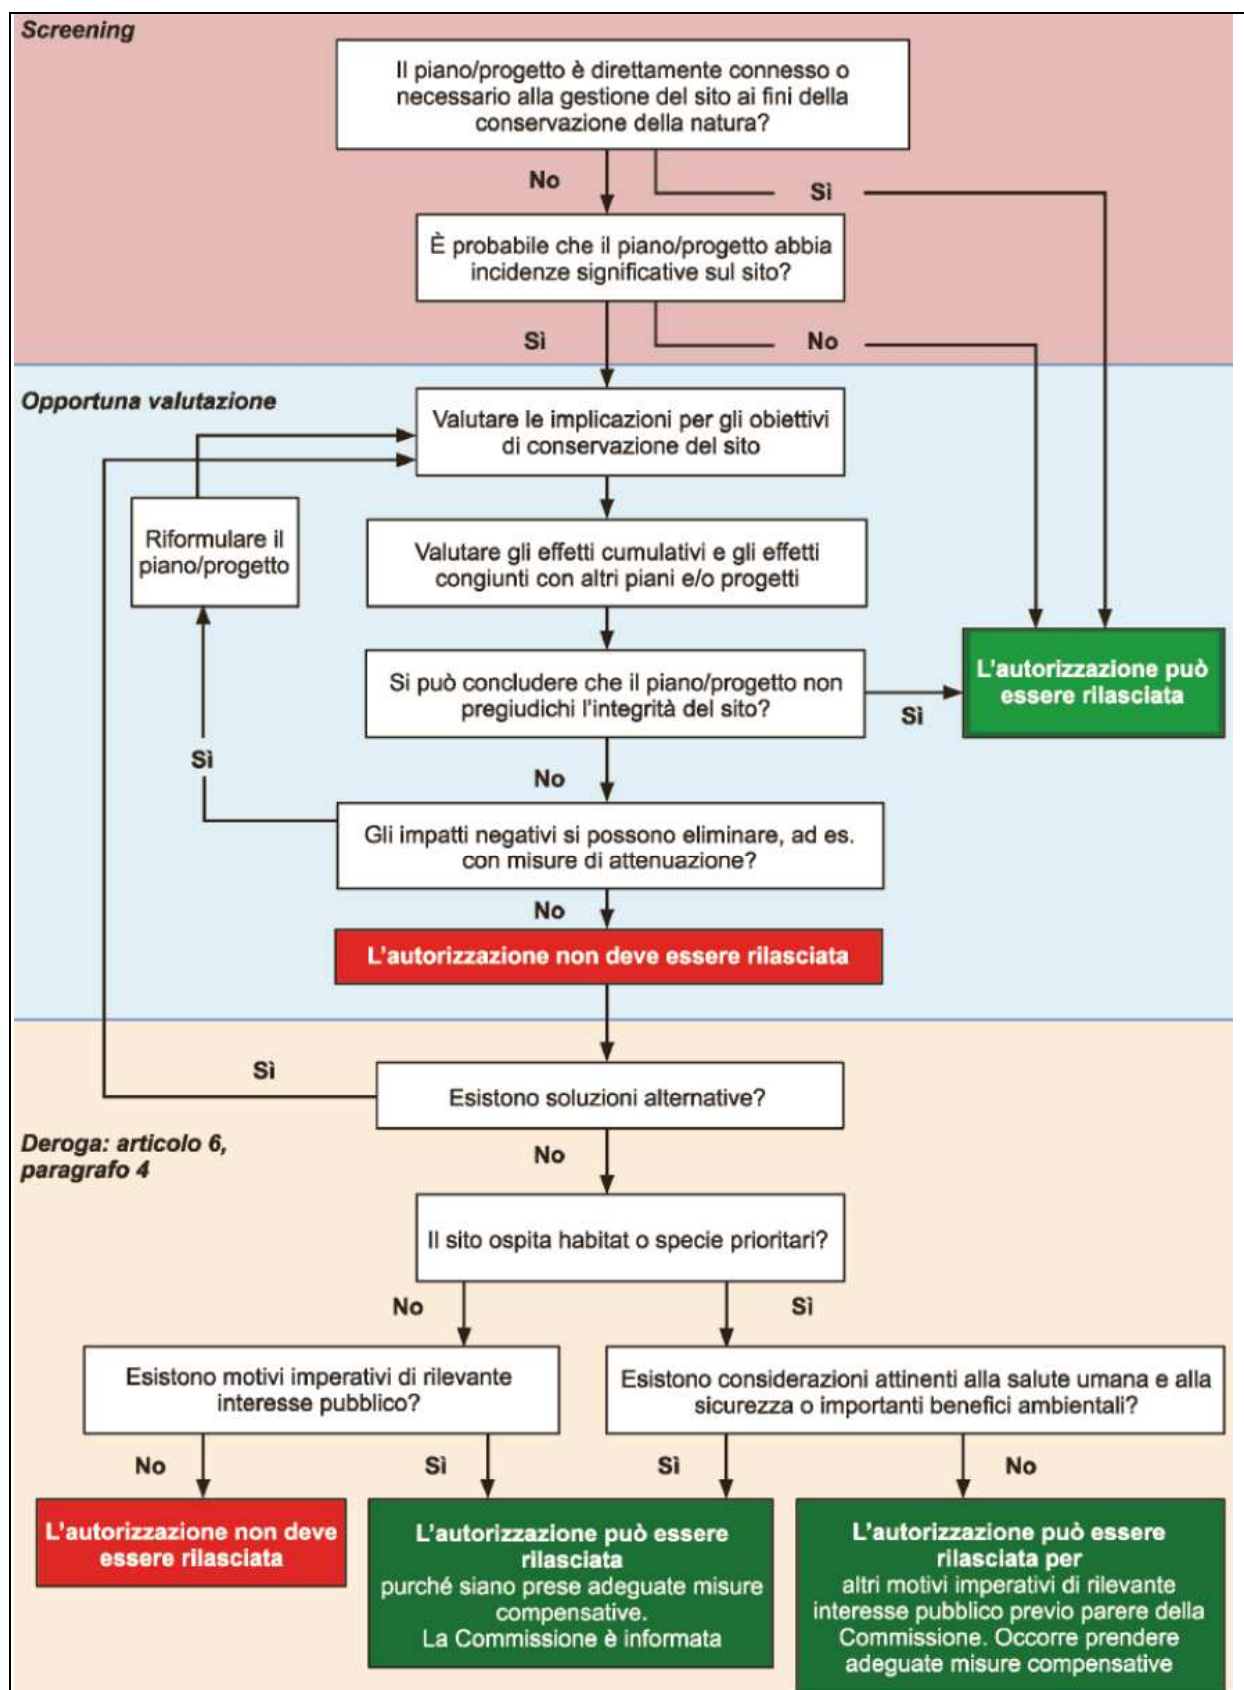 Screening
Il piano/progetto è direttamente connesso o
necessario alla gestione del sito ai fini della
conservazione della natura?
No
Sì
È probabile che il piano/progetto abbia
incidenze significative sul sito?
Sì
No
Opportuna valutazione
Valutare le implicazioni per gli obiettivi
di conservazione del sito
Riformulare il
piano/progetto
Valutare gli effetti cumulativi e gli effetti
congiunti con altri piani e/o progetti
Si può concludere che il piano/progetto non
pregiudichi l'integrità del sito?
Sì
L'autorizzazione può
essere rilasciata
Sì
No
Gli impatti negativi si possono eliminare, ad es.
con misure di attenuazione?
No
L'autorizzazione non deve essere rilasciata
Sì
Esistono soluzioni alternative?
Deroga: articolo 6,
paragrafo 4
No
Il sito ospita habitat o specie prioritari?
No
Sì
Esistono motivi imperativi di rilevante
interesse pubblico?
Esistono considerazioni attinenti alla salute umana e alla
sicurezza o importanti benefici ambientali?
No
Sì
Sì
No
L'autorizzazione non deve
essere rilasciata
L'autorizzazione può essere
rilasciata
purché siano prese adeguate misure
compensative.
La Commissione è informata
L'autorizzazione può essere
rilasciata per
altri motivi imperativi di rilevante
interesse pubblico previo parere della
Commissione. Occorre prendere
adeguate misure compensative